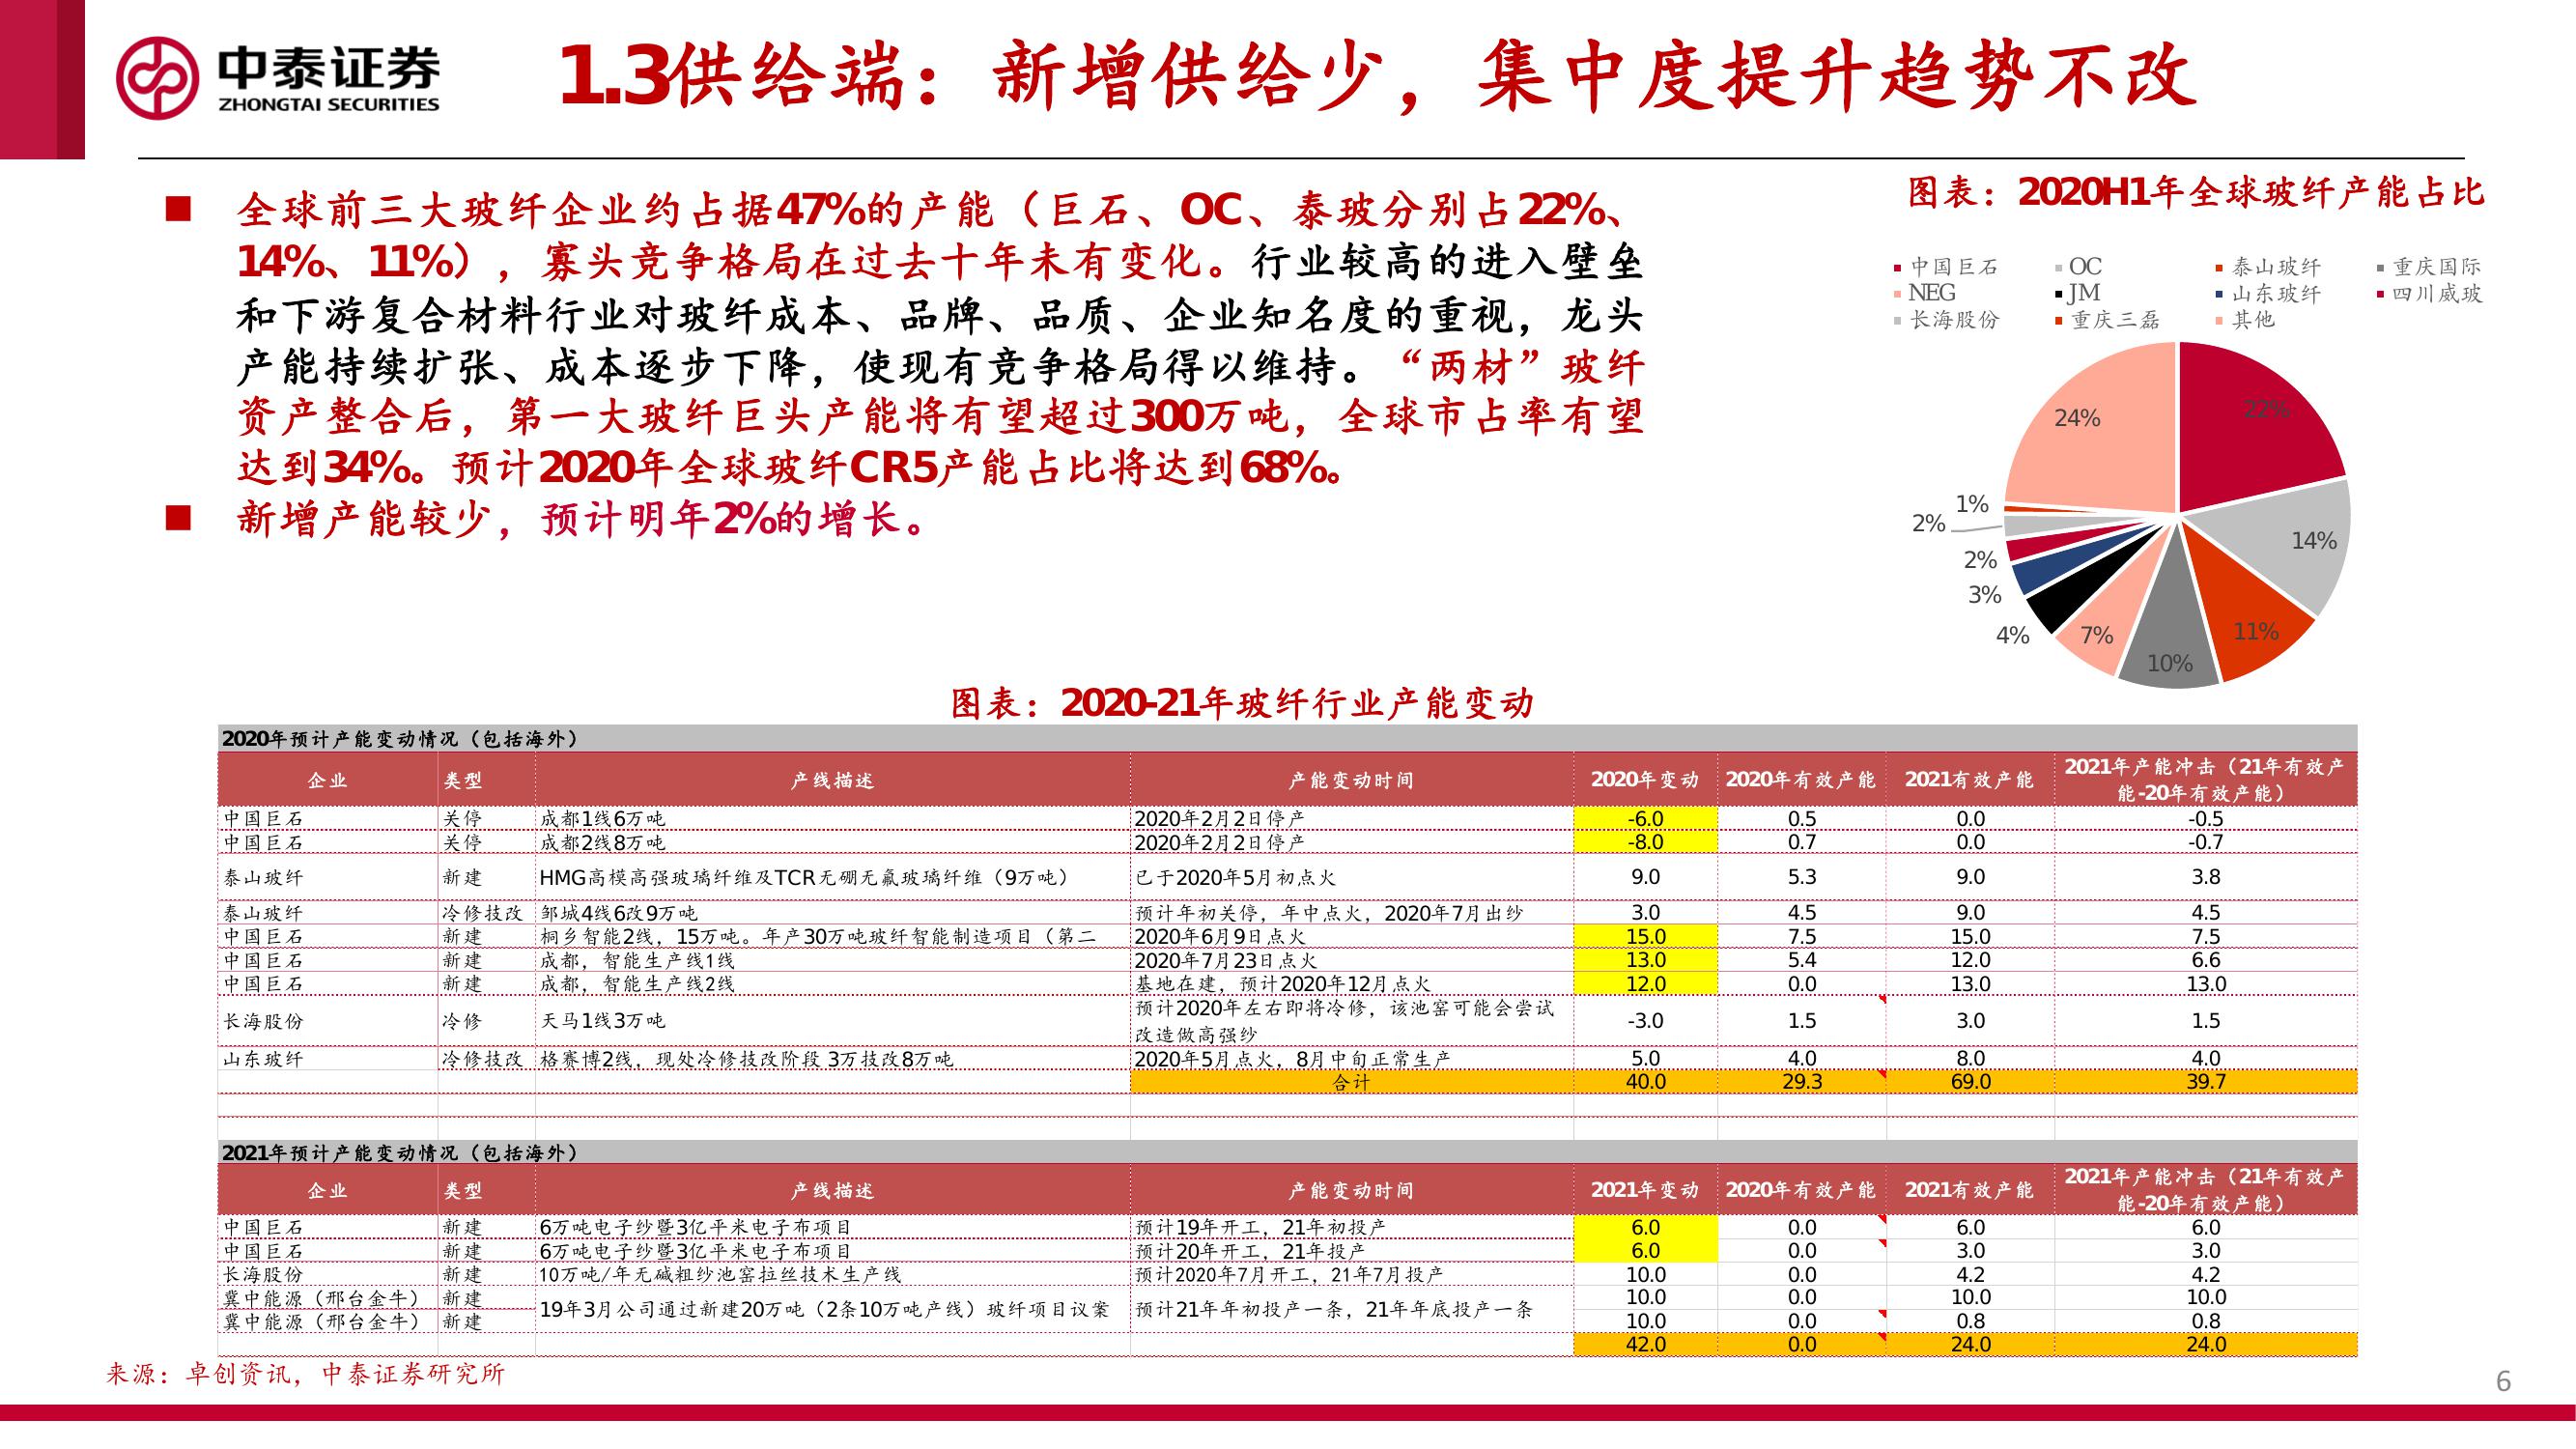 中泰证券
ZHONGTAI SECURITIES
1.3供给端：新增供给少，集中度提升趋势不改
■ 全球前三大玻纤企业约占据47%的产能（巨石、OC、泰玻分别占22%、
14%、11%），寡头竞争格局在过去十年未有变化。行业较高的进入壁垒
和下游复合材料行业对玻纤成本、品牌、品质、企业知名度的重视，龙头
产能持续扩张、成本逐步下降，使现有竞争格局得以维持。“两材”玻纤
资产整合后，第一大玻纤巨头产能将有望超过300万吨，全球市占率有望
达到34%。预计2020年全球玻纤CR5产能占比将达到68%。
■ 新增产能较少，预计明年2%的增长。
图表：2020H1年全球玻纤产能占比
中国巨石 OC 泰山玻纤 重庆国际
NEG JM 山东玻纤 四川威玻
长海股份 重庆三磊 其他
22%
14%
11%
10%
7%
4%
3%
2%
2%
1%
24%
图表：2020-21年玻纤行业产能变动
2020年预计产能变动情况（包括海外）
企业 类型 产线描述 产能变动时间 2020年变动 2020年有效产能 2021有效产能 2021年产能冲击（21年有效产
能-20年有效产能）
中国巨石 关停 成都1线6万吨 2020年2月2日停产 -6.0 0.5 0.0 -0.5
中国巨石 关停 成都2线8万吨 2020年2月2日停产 -8.0 0.7 0.0 -0.7
泰山玻纤 新建 HMG高模高强玻璃纤维及TCR无硼无氟玻璃纤维（9万吨） 已于2020年5月初点火 9.0 5.3 9.0 3.8
泰山玻纤 冷修技改 邹城4线6改9万吨 预计年初关停，年中点火，2020年7月出纱 3.0 4.5 9.0 4.5
中国巨石 新建 桐乡智能2线，15万吨。年产30万吨玻纤智能制造项目（第二 2020年6月9日点火 15.0 7.5 15.0 7.5
中国巨石 新建 成都，智能生产线1线 2020年7月23日点火 13.0 5.4 12.0 6.6
中国巨石 新建 成都，智能生产线2线 基地在建，预计2020年12月点火 12.0 0.0 13.0 13.0
长海股份 冷修 天马1线3万吨 预计2020年左右即将冷修，该池窑可能会尝试
改造做高强纱 -3.0 1.5 3.0 1.5
山东玻纤 冷修技改 格赛博2线，现处冷修技改阶段 3万技改8万吨 2020年5月点火，8月中旬正常生产 5.0 4.0 8.0 4.0
合计 40.0 29.3 69.0 39.7
2021年预计产能变动情况（包括海外）
企业 类型 产线描述 产能变动时间 2021年变动 2020年有效产能 2021有效产能 2021年产能冲击（21年有效产
能-20年有效产能）
中国巨石 新建 6万吨电子纱暨3亿平米电子布项目 预计19年开工，21年初投产 6.0 0.0 6.0 6.0
中国巨石 新建 6万吨电子纱暨3亿平米电子布项目 预计20年开工，21年投产 6.0 0.0 3.0 3.0
长海股份 新建 10万吨/年无碱粗纱池窑拉丝技术生产线 预计2020年7月开工，21年7月投产 10.0 0.0 4.2 4.2
冀中能源（邢台金牛） 新建 19年3月公司通过新建20万吨（2条10万吨产线）玻纤项目议案 预计21年年初投产一条，21年年底投产一条 10.0 0.0 10.0 10.0
冀中能源（邢台金牛） 新建 10.0 0.0 0.8 0.8
42.0 0.0 24.0 24.0
来源：卓创资讯，中泰证券研究所
6